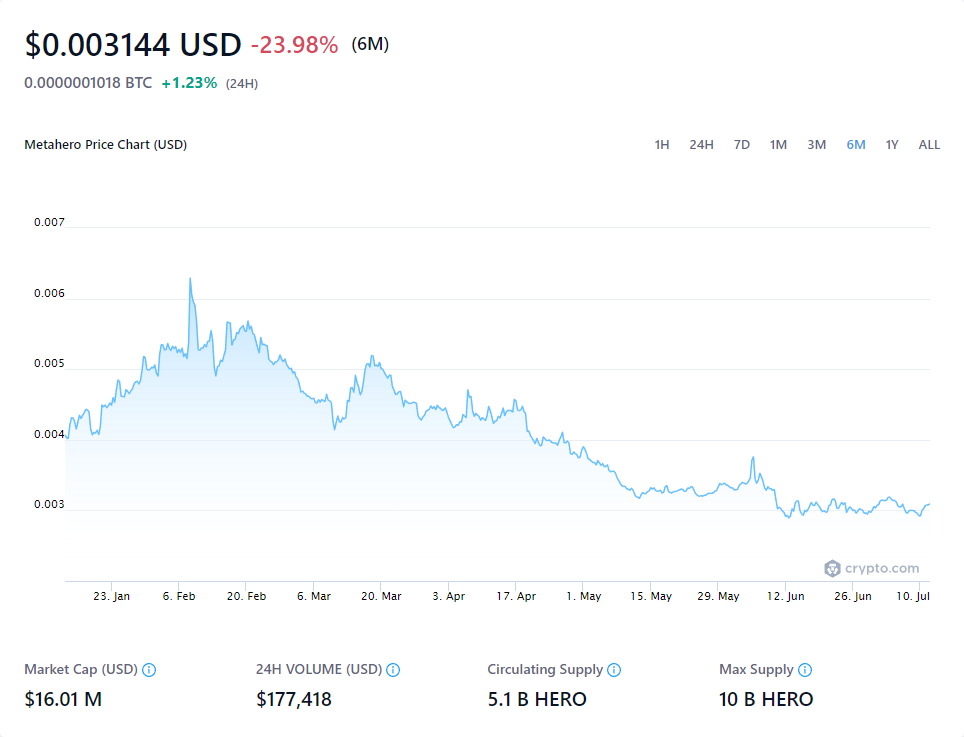 $0.003144 USD -23.98% (6M)
0.0000001018 BTC +1.23% (24H)
Metahero Price Chart (USD)
1H 24H 7D 1M 3M 6M 1Y ALL
0.007
0.006
0.005
0.004
0.003
crypto.com
23. Jan 6. Feb 20. Feb 6. Mar 20. Mar 3. Apr 17. Apr 1. May 15. May 29. May 12. Jun 26. Jun 10. Jul
Market Cap (USD) 24H VOLUME (USD) Circulating Supply Max Supply
$16.01 M $177,418 5.1 B HERO 10 B HERO